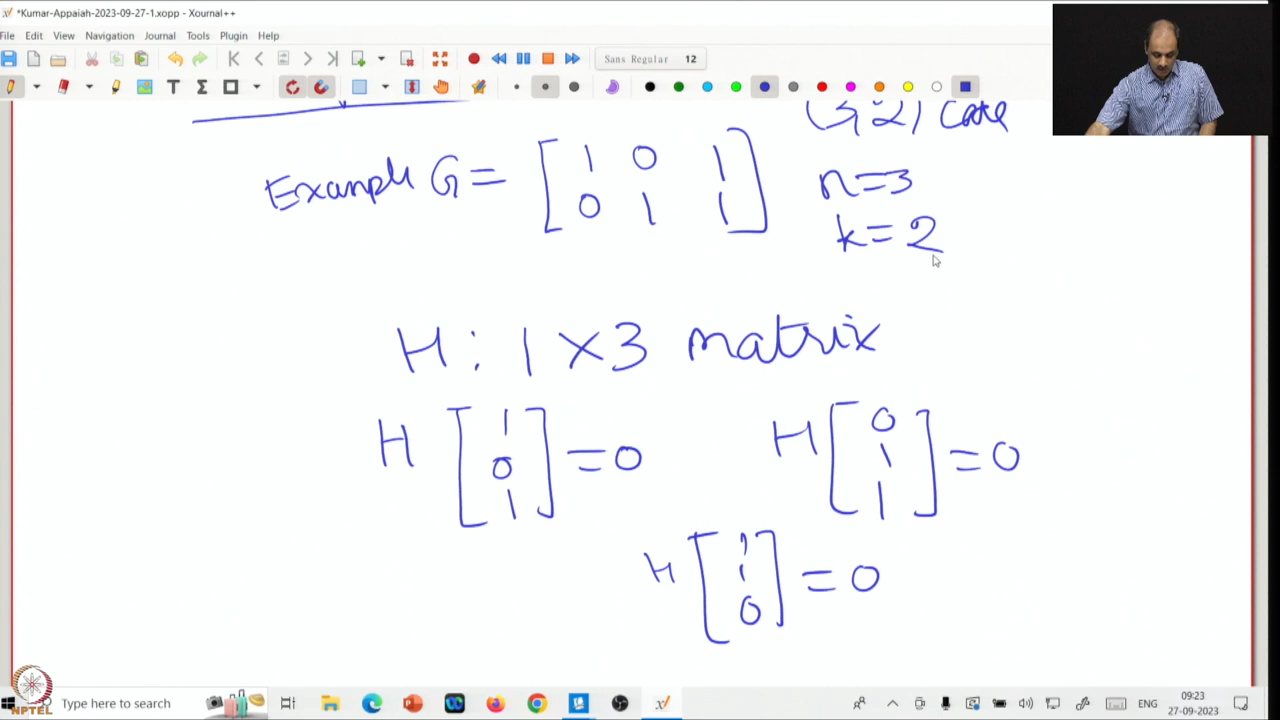 *Kumar-Appaiah-2023-09-27-1.xopp - Xournal++
File Edit View Navigation Journal Tools Plugin Help
Sans Regular 12
(3,2) code
Example G = [ 1 0 1
0 1 1 ]
n=3
k=2
H: 1×3 matrix
H [ 1 0 1 ] = 0
H [ 0 1 1 ] = 0
H [ 1 1 0 ] = 0
NPTEL
Type here to search
ENG
09:23
27-09-2023